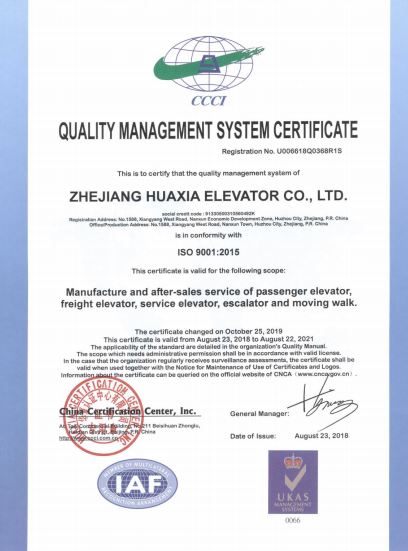 CCCI
QUALITY MANAGEMENT SYSTEM CERTIFICATE
Registration No. U006618Q0368R1S
This is to certify that the quality management system of
ZHEJIANG HUAXIA ELEVATOR CO., LTD.
social credit code : 91330500310560492K
Registration Address: No.1588, Xiangyang West Road, Nanxun Economic Development Zone, Huzhou City, Zhejiang, P.R. China
Office/Production Address: No.1588, Xiangyang West Road, Nanxun Town, Huzhou City, Zhejiang, P.R. China
is in conformity with
ISO 9001:2015
This certificate is valid for the following scope:
Manufacture and after-sales service of passenger elevator,
freight elevator, service elevator, escalator and moving walk.
The certificate changed on October 25, 2019
This certificate is valid from August 23, 2018 to August 22, 2021
The applicability of the standard are detailed in the organization's Quality Manual.
The scope which needs administrative permission shall be in accordance with valid license.
In the case that the organization regularly receives surveillance assessments, the certificate shall be
valid when used together with the Notice for Maintenance of Use of Certificates and Logos.
Information about the certificate can be queried on the official website of CNCA (www.cnca.gov.cn).
China Certification Center, Inc.
Building, No.211 Beisihuan Zhonglu,
Haidian District, Beijing, P.R. China
http://www.ccci.com.cn
General Manager:
Date of Issue: August 23, 2018
MEMBER OF MULTILATERAL
IAF
RECOGNITION ARRANGEMENT
UKAS
MANAGEMENT
SYSTEMS
0066